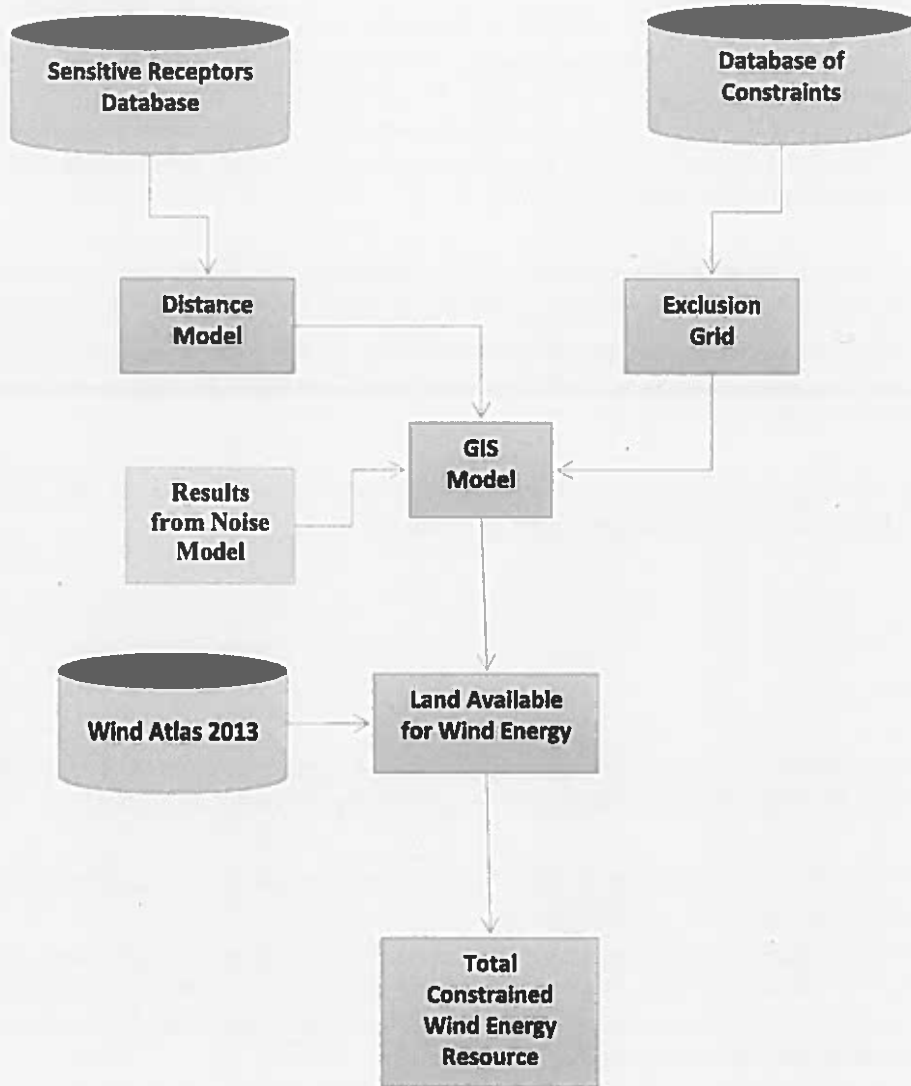 Sensitive Receptors
Database
Database of
Constraints
Distance
Model
Exclusion
Grid
GIS
Model
Results
from Noise
Model
Wind Atlas 2013
Land Available
for Wind Energy
Total
Constrained
Wind Energy
Resource